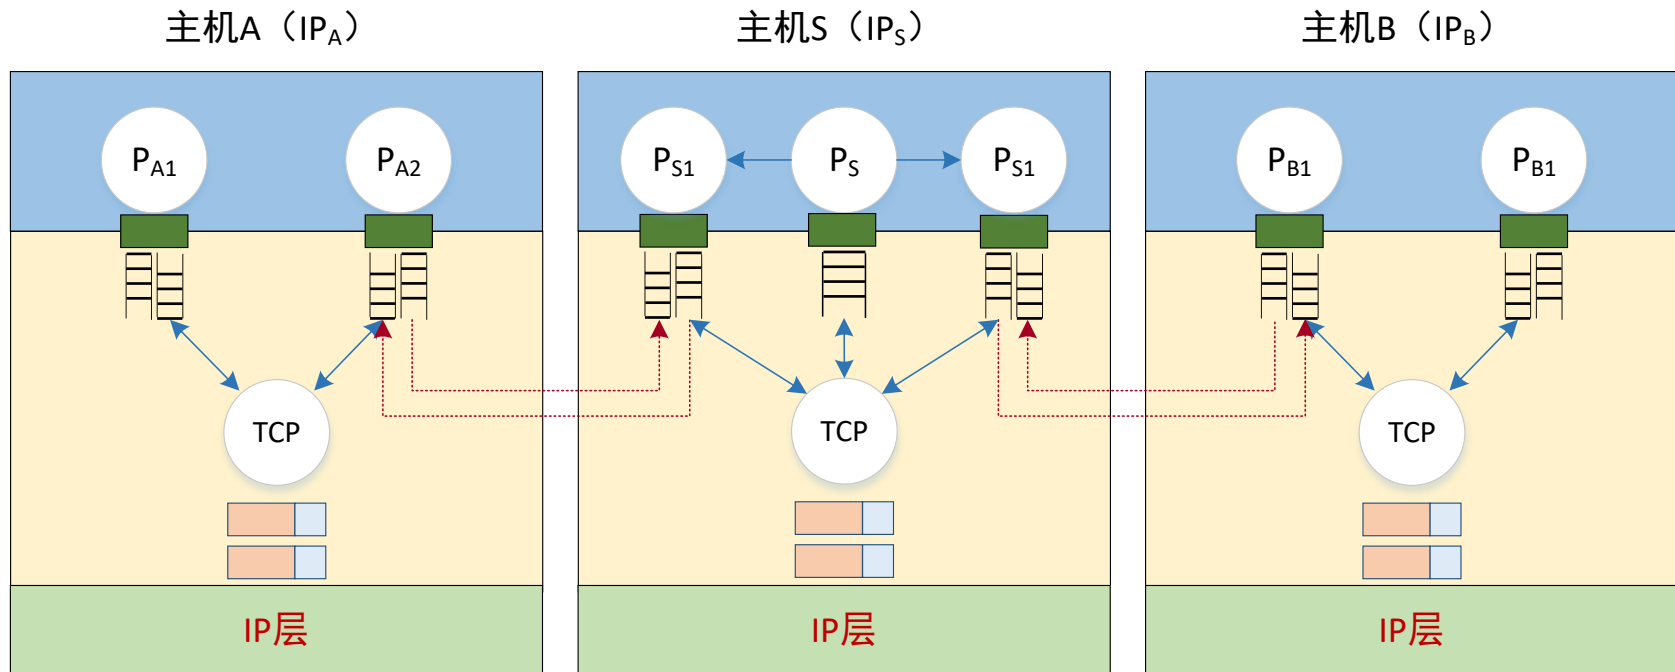 主机A（IPA）
主机S（IPS）
主机B（IPB）
PA1
PA2
PS1
PS
PS1
PB1
PB1
TCP
TCP
TCP
IP层
IP层
IP层